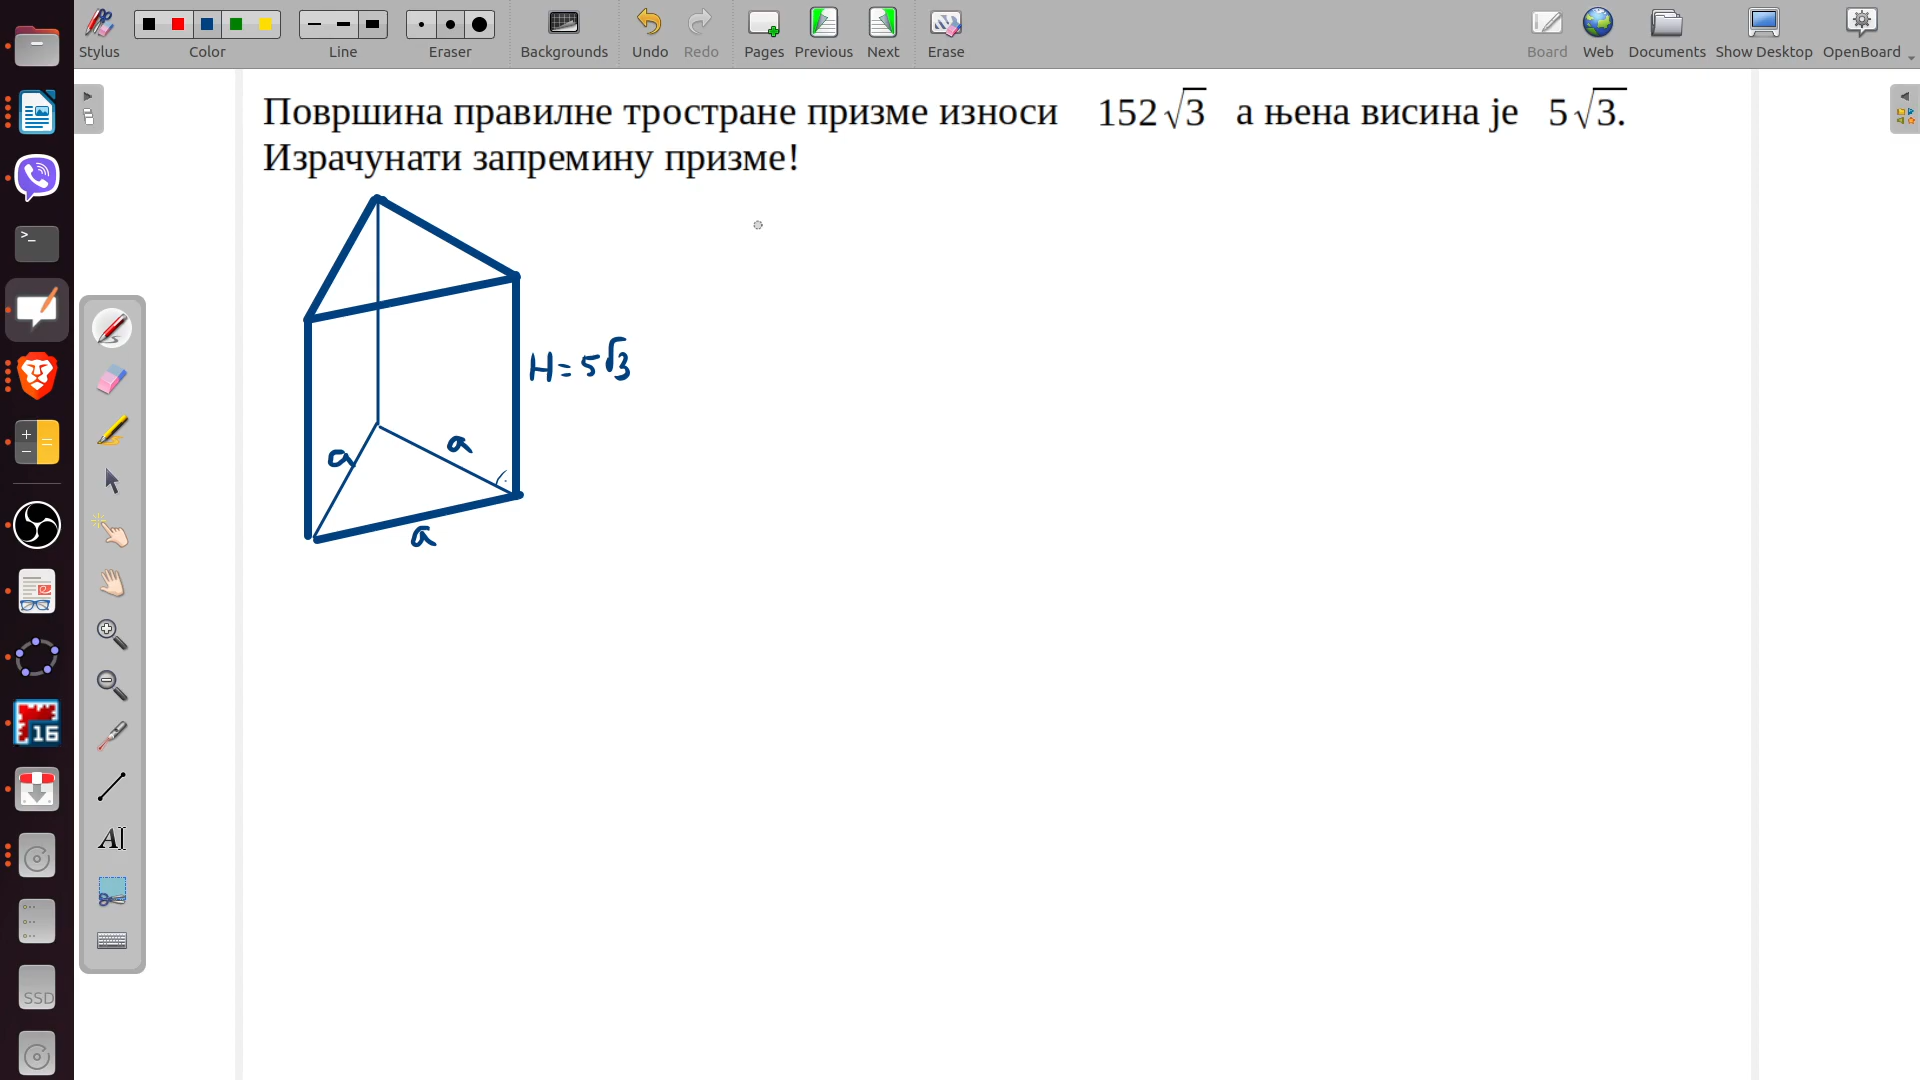 Stylus Color Line Eraser Backgrounds Undo Redo Pages Previous Next Erase Board Web Documents Show Desktop OpenBoard
Површина правилне тростране призме износи 152√3 а њена висина је 5√3.
Израчунати запремину призме!
H=5√3
a a
a
16
SSD